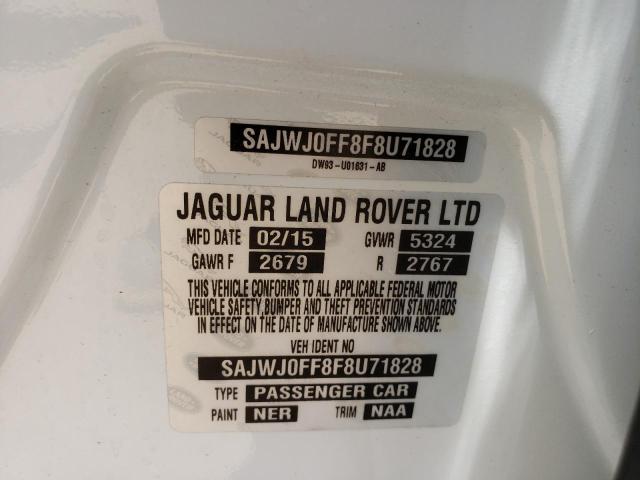 SAJWJ0FF8F8U71828
DW93-U01631-AB
JAGUAR LAND ROVER LTD
MFD DATE 02/15 GVWR 5324
GAWR F 2679 R 2767
THIS VEHICLE CONFORMS TO ALL APPLICABLE FEDERAL MOTOR
VEHICLE SAFETY,BUMPER AND THEFT PREVENTION STANDARDS
IN EFFECT ON THE DATE OF MANUFACTURE SHOWN ABOVE.
VEH IDENT NO
SAJWJ0FF8F8U71828
TYPE PASSENGER CAR
PAINT NER TRIM NAA